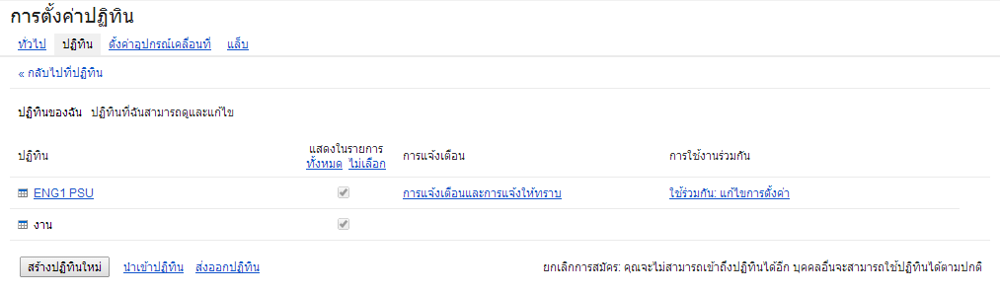 การตั้งค่าปฏิทิน
ทั่วไป ปฏิทิน ตั้งค่าอุปกรณ์เคลื่อนที่ แล็บ
« กลับไปที่ปฏิทิน
ปฏิทินของฉัน ปฏิทินที่ฉันสามารถดูและแก้ไข
ปฏิทิน แสดงในรายการ การแจ้งเตือน การใช้งานร่วมกัน
ทั้งหมด ไม่เลือก
ENG1 PSU การแจ้งเตือนและการแจ้งให้ทราบ ใช้ร่วมกัน: แก้ไขการตั้งค่า
งาน
สร้างปฏิทินใหม่ นำเข้าปฏิทิน ส่งออกปฏิทิน ยกเลิกการสมัคร: คุณจะไม่สามารถเข้าถึงปฏิทินได้อีก บุคคลอื่นจะสามารถใช้ปฏิทินได้ตามปกติ